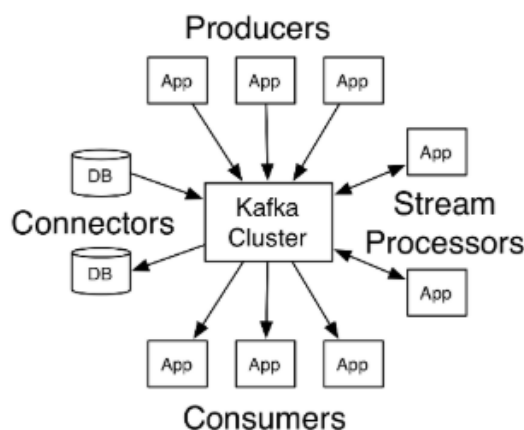 Producers
App
App
App
DB
App
Connectors
Kafka
Cluster
Stream
Processors
DB
App
App
App
App
Consumers